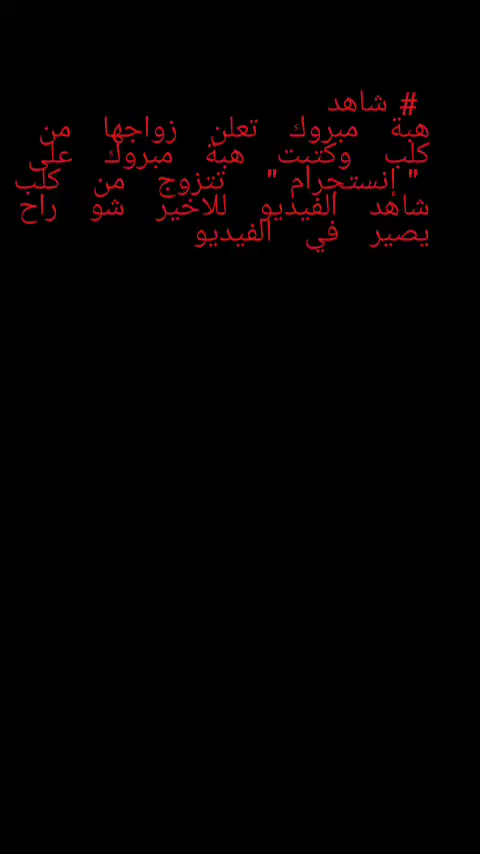 # شاهد
هبة مبروك تعلن زواجها من
كلب وكتبت هبة مبروك على
" إنستجرام " تتزوج من كلب
شاهد الفيديو للاخير شو راح
يصير في الفيديو